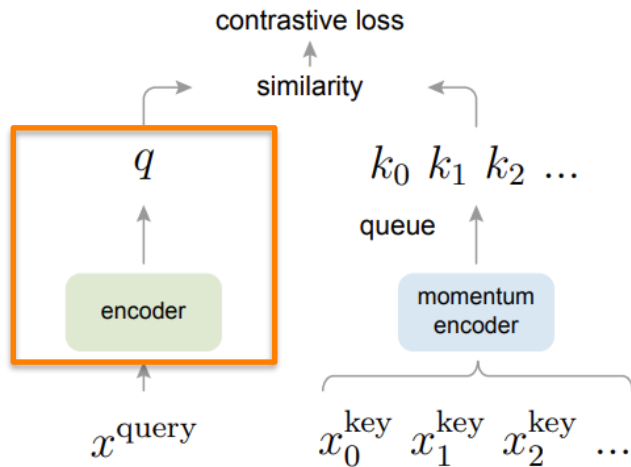 contrastive loss
similarity
q
k₀ k₁ k₂ ...
queue
encoder
momentum
encoder
x^query
x₀^key x₁^key x₂^key ...